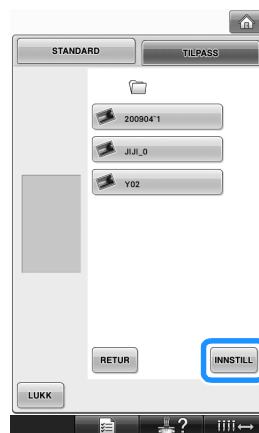 STANDARD TILPASS
200904~1
JIJI_0
Y02
RETUR INNSTILL
LUKK
?